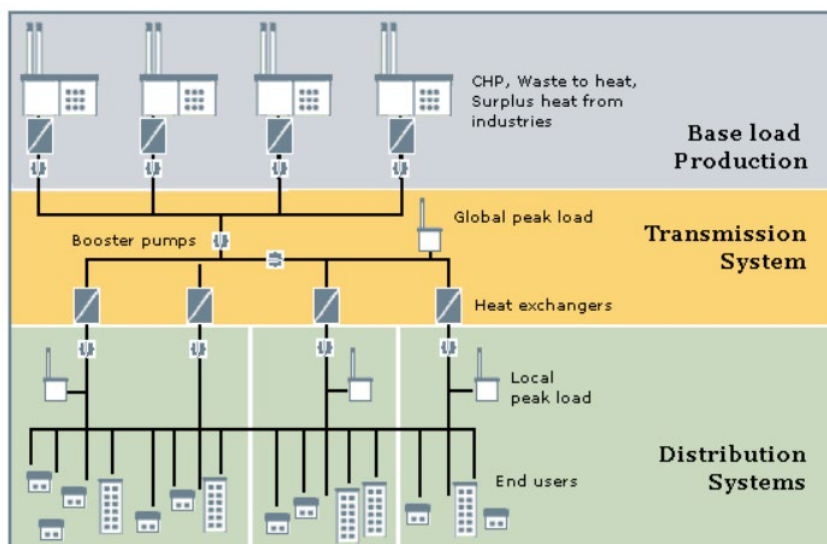 CHP, Waste to heat,
Surplus heat from
industries
Base load
Production
Global peak load
Booster pumps
Transmission
System
Heat exchangers
Local
peak load
Distribution
Systems
End users